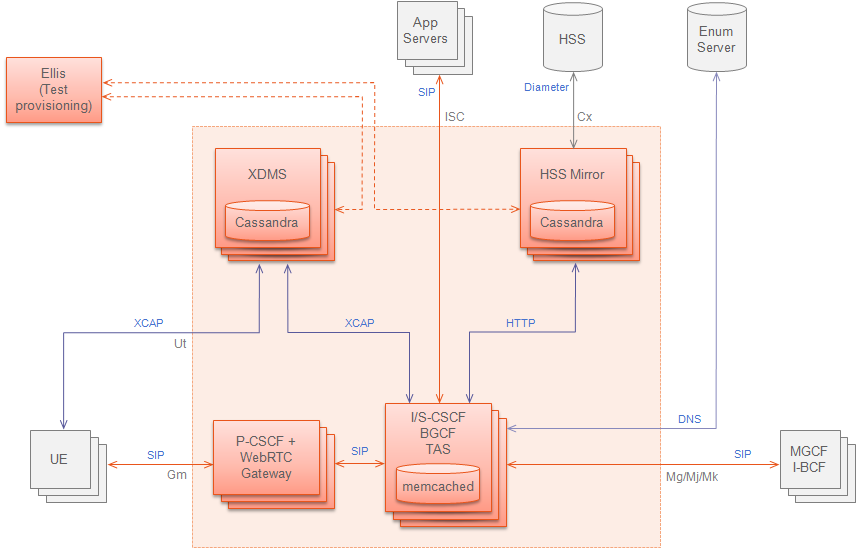 App
Servers
HSS
Enum
Server
Ellis
(Test
provisioning)
SIP
Diameter
ISC
Cx
XDMS
Cassandra
HSS Mirror
Cassandra
XCAP
XCAP
HTTP
Ut
I/S-CSCF
BGCF
TAS
memcached
DNS
P-CSCF +
WebRTC
Gateway
UE
SIP
Gm
SIP
SIP
Mg/Mj/Mk
MGCF
I-BCF